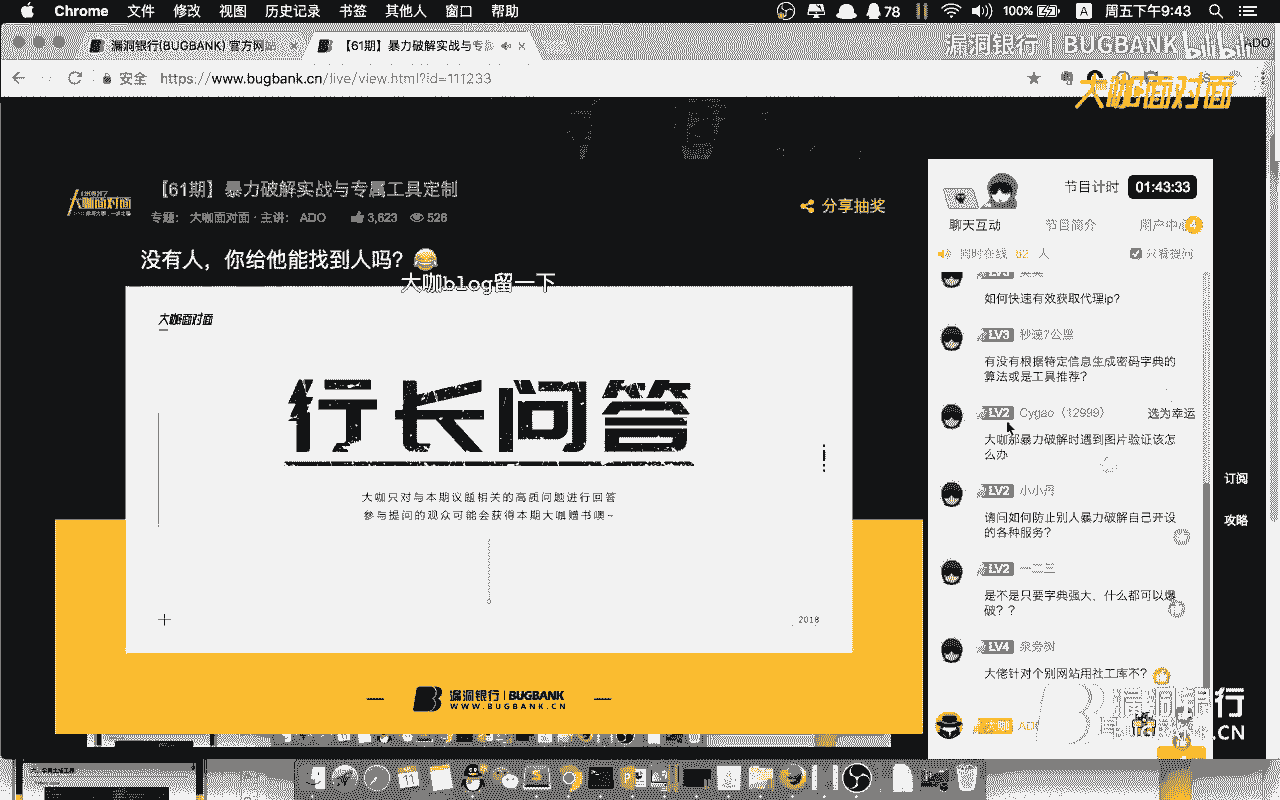 Chrome 文件 修改 视图 历史记录 书签 其他人 窗口 帮助
78 100% A 周五下午9:43
漏洞银行(BUGBANK) 官方网站
【61期】暴力破解实战与专属
漏洞银行 | BUGBANK bilibili
ADO
安全 https://www.bugbank.cn/live/view.html?id=111233
大咖面对面
大咖面对面
【61期】暴力破解实战与专属工具定制
专题: 大咖面对面 · 主讲: ADO 3,623 526
分享抽奖
没有人，你给他能找到人吗？
大咖blog留一下
大咖面对面
行长问答
大咖只对与本期议题相关的高质问题进行回答
参与提问的观众可能会获得本期大咖赠书噢~
2018
漏洞银行 | BUGBANK
WWW.BUGBANK.CN
节目计时 01:43:33
聊天互动 节目简介 用户中心 4
同时在线 62 人 只看提问
LV3
如何快速有效获取代理ip?
LV3 秒速7公里
有没有根据特定信息生成密码字典的
算法或是工具推荐?
LV2 Cygao (12999) 选为幸运
大咖那暴力破解时遇到图片验证该怎
么办
LV2 小小丹
请问如何防止别人暴力破解自己开设
的各种服务?
LV2 一二三
是不是只要字典强大、什么都可以爆
破? ?
LV4 泉旁树
大佬针对个别网站用社工库不?
大咖 ADO
订阅
攻略
漏洞银行